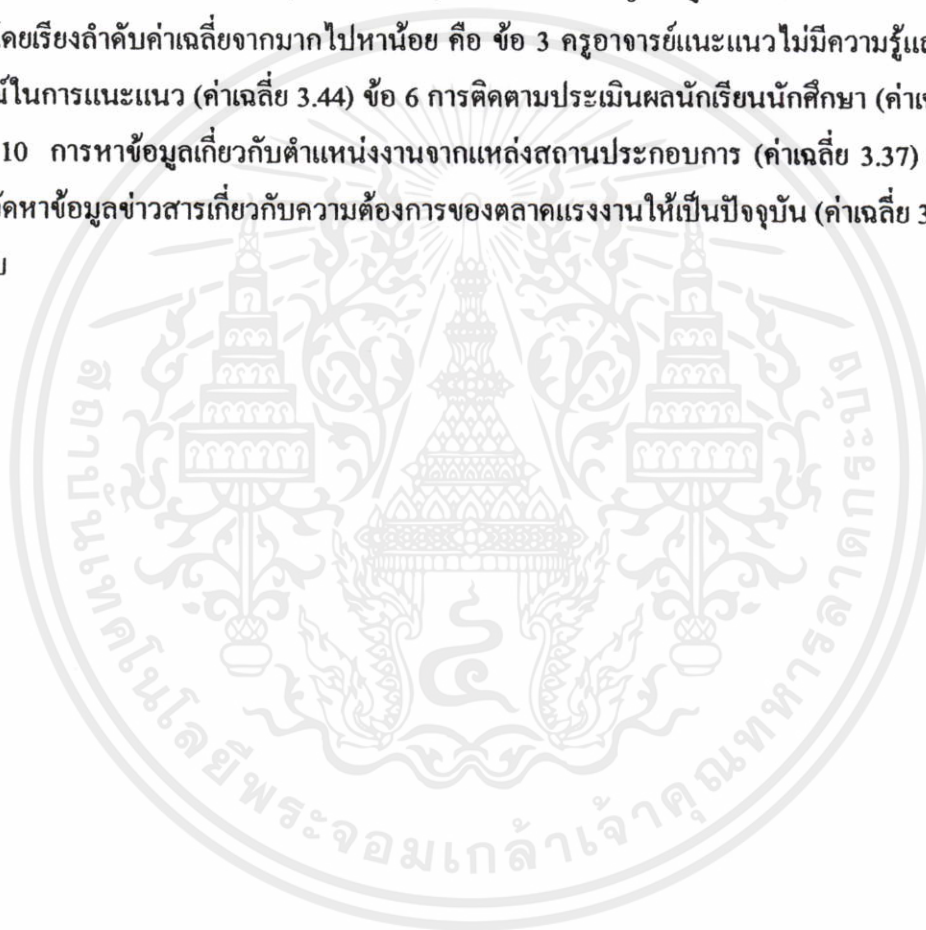 โดยเรียงลำดับค่าเฉลี่ยจากมากไปหาน้อย คือ ข้อ 3 ครูอาจารย์แนะแนวไม่มีความรู้และ
ในการแนะแนว (ค่าเฉลี่ย 3.44) ข้อ 6 การติดตามประเมินผลนักเรียนนักศึกษา
10 การหาข้อมูลเกี่ยวกับตำแหน่งงานจากแหล่งสถานประกอบการ (ค่าเฉลี่ย 3.37)
จัดหาข้อมูลข่าวสารเกี่ยวกับความต้องการของตลาดแรงงานให้เป็นปัจจุบัน (ค่าเฉลี่ย
สถาบันเทคโนโลยีพระจอมเกล้าเจ้าคุณทหารลาดกระบัง